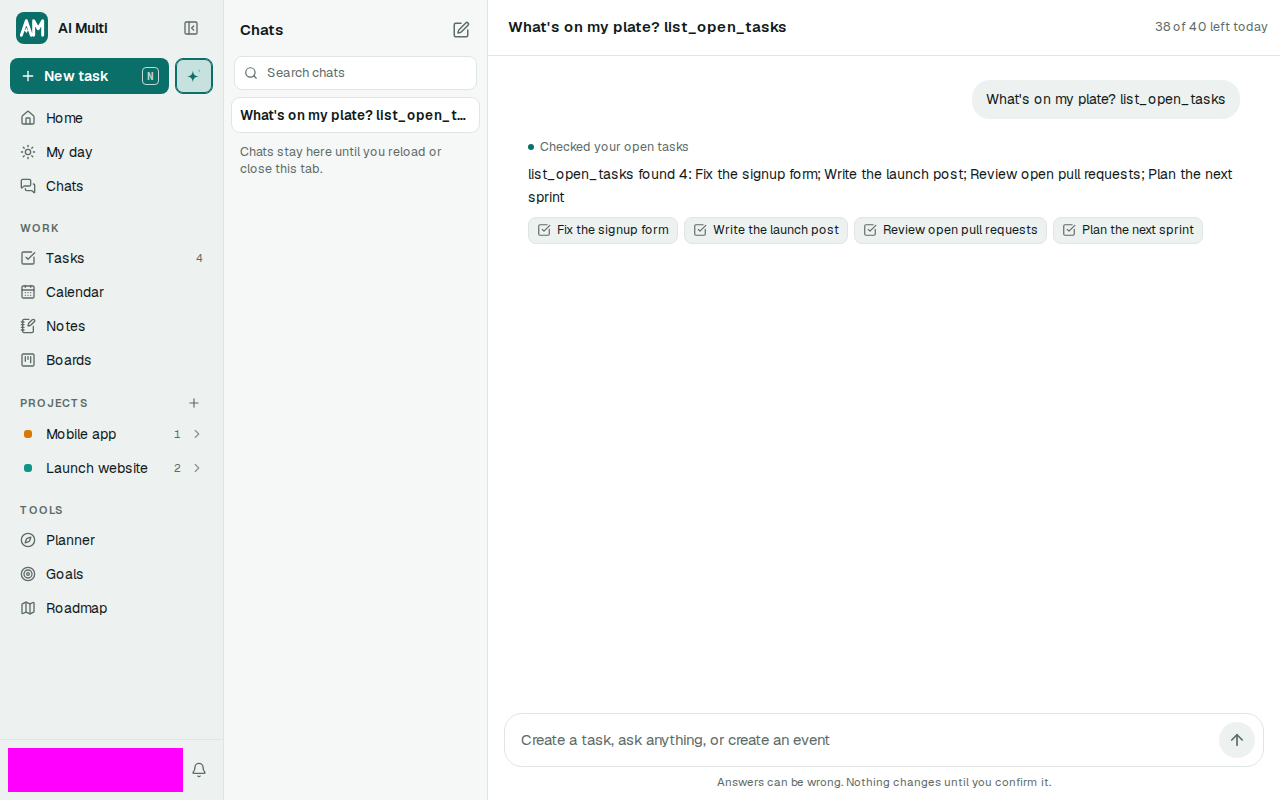 AM AI Multi
New task N
Home
My day
Chats
WORK
Tasks 4
Calendar
Notes
Boards
PROJECTS
Mobile app 1
Launch website 2
TOOLS
Planner
Goals
Roadmap
Chats
Search chats
What's on my plate? list_open_t...
Chats stay here until you reload or
close this tab.
What's on my plate? list_open_tasks
38 of 40 left today
What's on my plate? list_open_tasks
Checked your open tasks
list_open_tasks found 4: Fix the signup form; Write the launch post; Review open pull requests; Plan the next
sprint
Fix the signup form Write the launch post Review open pull requests Plan the next sprint
Create a task, ask anything, or create an event
Answers can be wrong. Nothing changes until you confirm it.